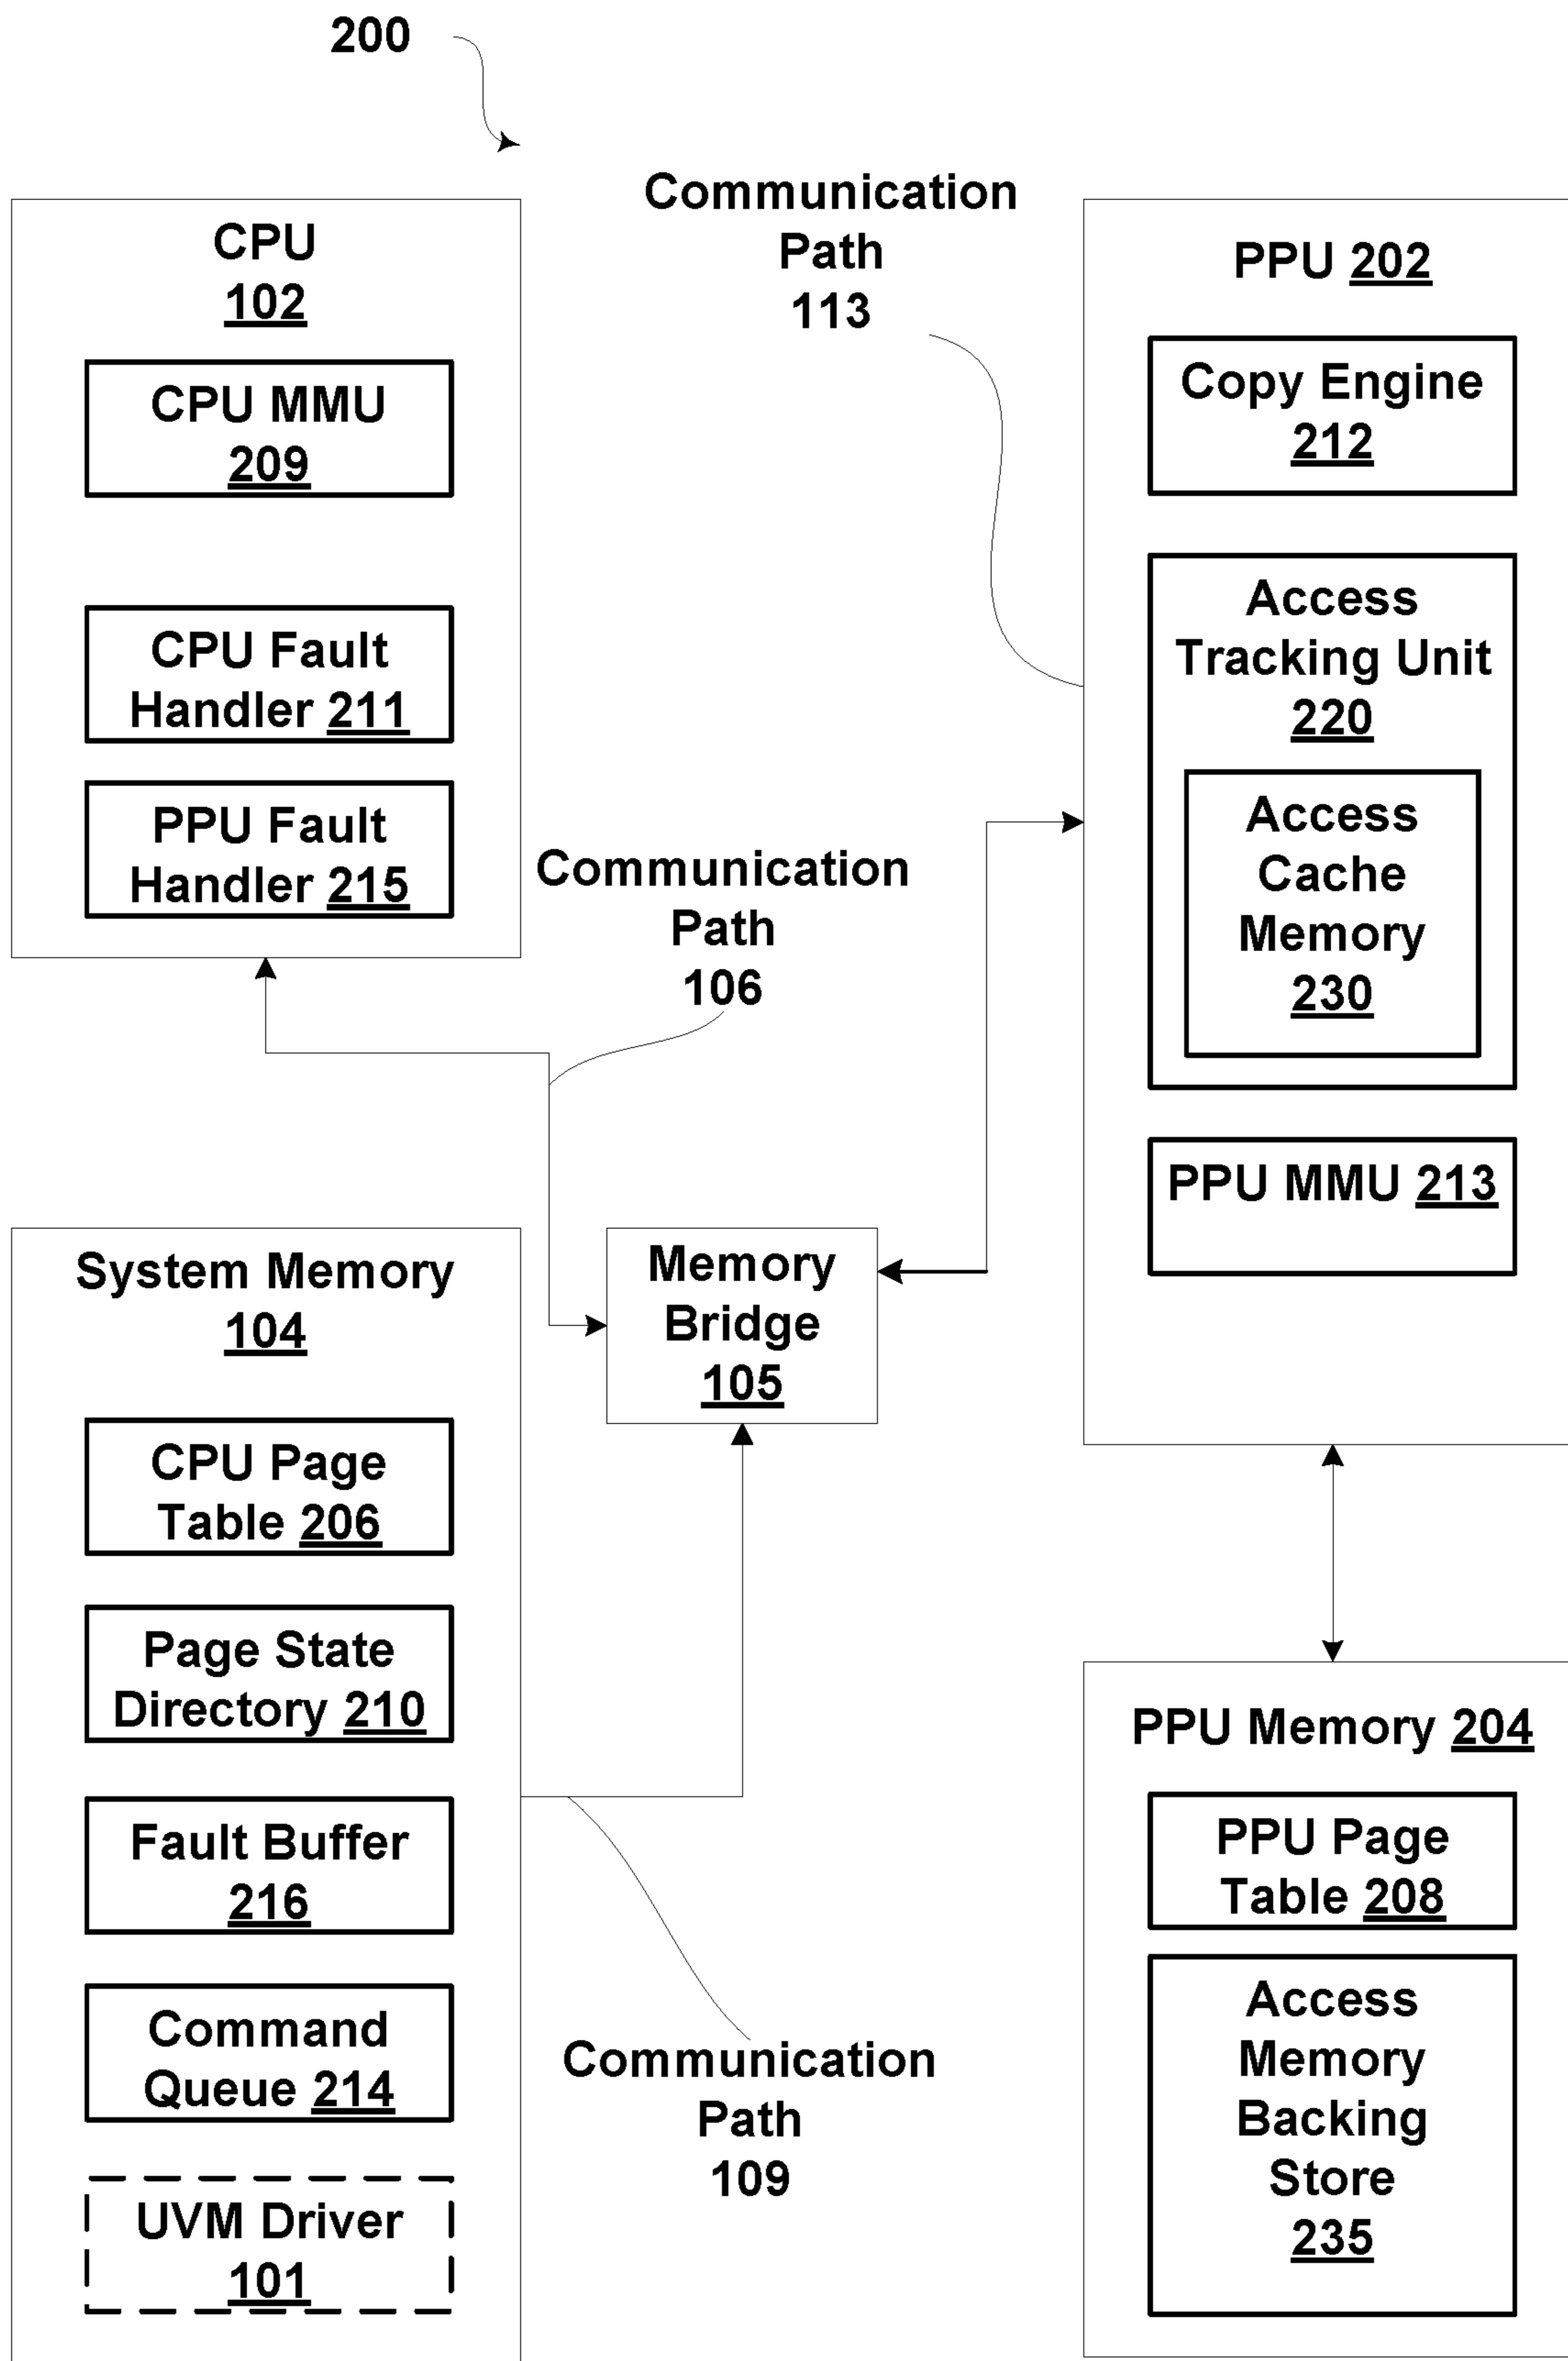 200
CPU
102
CPU MMU
209
CPU Fault
Handler 211
PPU Fault
Handler 215
Communication
Path
113
PPU 202
Copy Engine
212
Access
Tracking Unit
220
Access
Cache
Memory
230
PPU MMU 213
Communication
Path
106
System Memory
104
CPU Page
Table 206
Page State
Directory 210
Fault Buffer
216
Command
Queue 214
UVM Driver
101
Memory
Bridge
105
Communication
Path
109
PPU Memory 204
PPU Page
Table 208
Access
Memory
Backing
Store
235